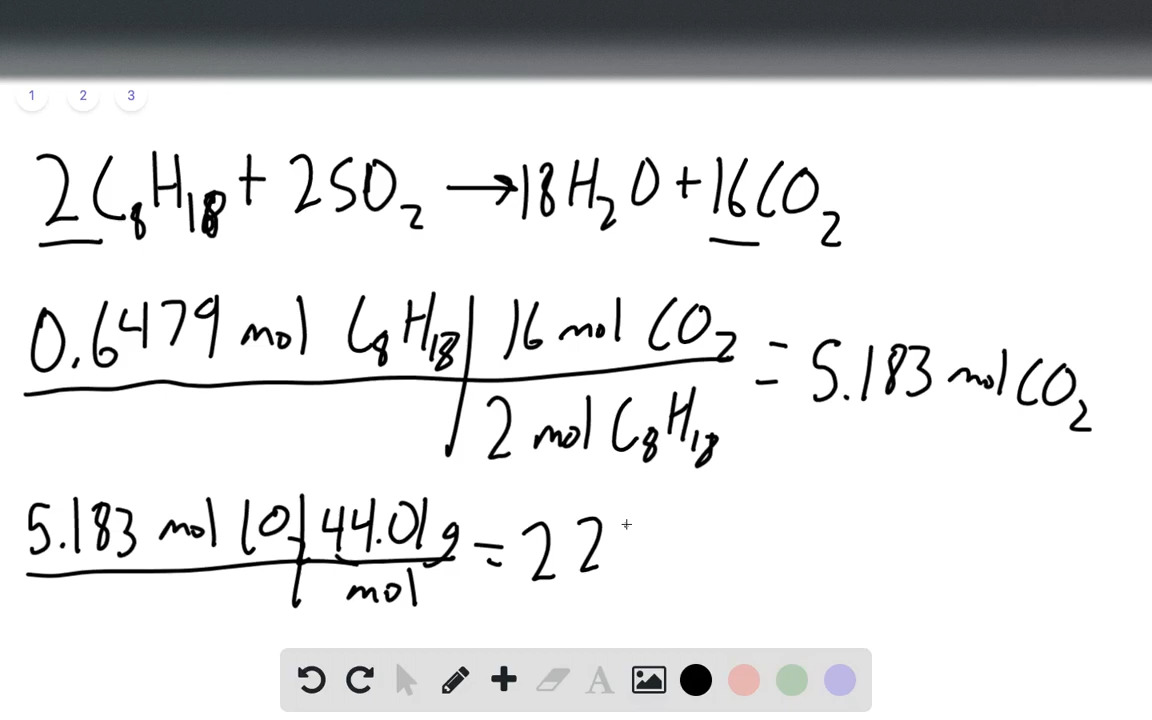 1 2 3
2C₈H₁₈ + 25O₂ → 18H₂O + 16CO₂
0.6479 mol C₈H₁₈ | 16 mol CO₂ = 5.183 mol CO₂
2 mol C₈H₁₈
5.183 mol CO₂ | 44.01 g = 22
mol
A